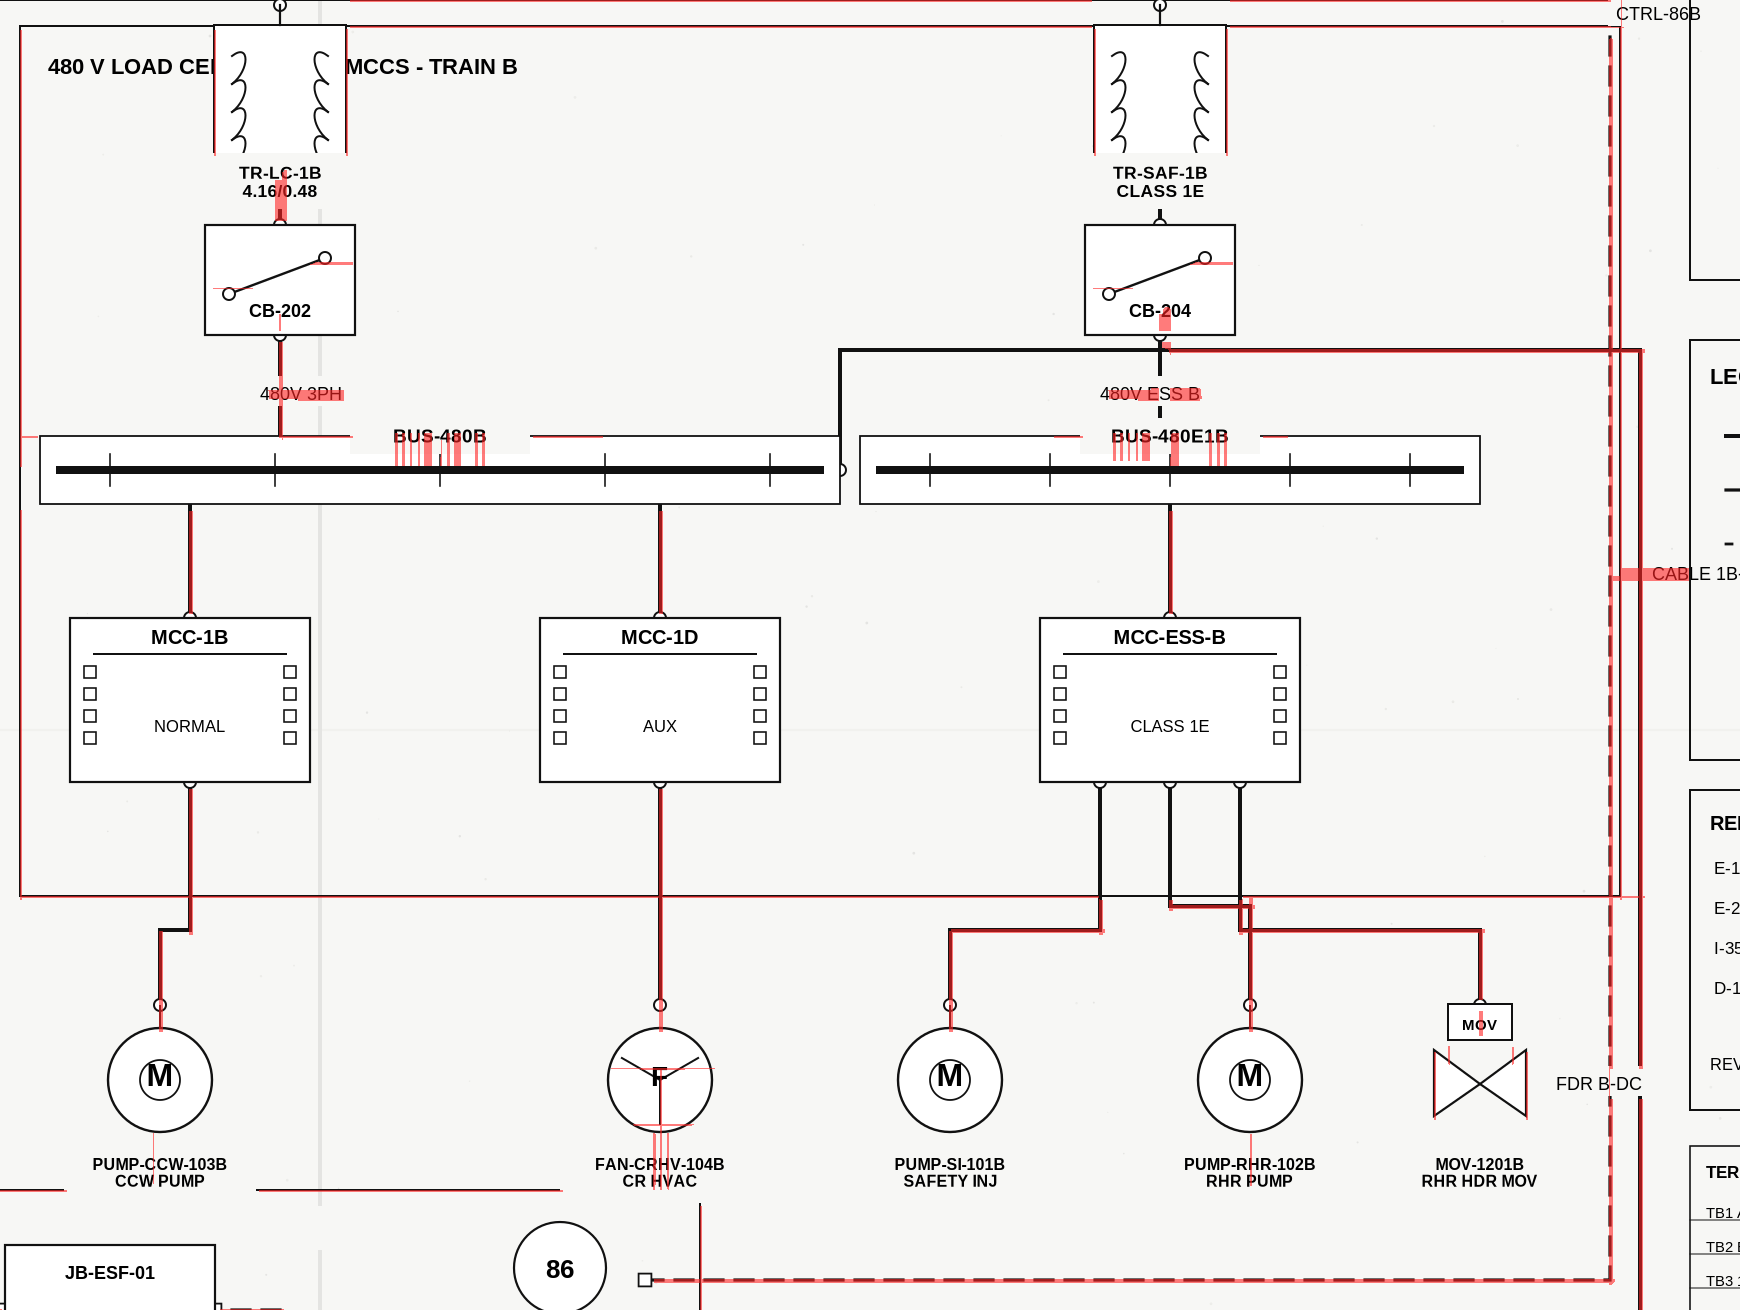 CTRL-86B
480 V LOAD CEN MCCS - TRAIN B
TR-LC-1B
4.16/0.48
TR-SAF-1B
CLASS 1E
CB-202
CB-204
LE
480V 3PH
480V ESS B
BUS-480B
BUS-480E1B
CABLE 1B-
MCC-1B
MCC-1D
MCC-ESS-B
NORMAL
AUX
CLASS 1E
E-1
E-2
I-35
D-1
MOV
M
F
M
M
REV
FDR B-DC
PUMP-CCW-103B
CCW PUMP
FAN-CRHV-104B
CR HVAC
PUMP-SI-101B
SAFETY INJ
PUMP-RHR-102B
RHR PUMP
MOV-1201B
RHR HDR MOV
TER
TB1
TB2
TB3 1
JB-ESF-01
86